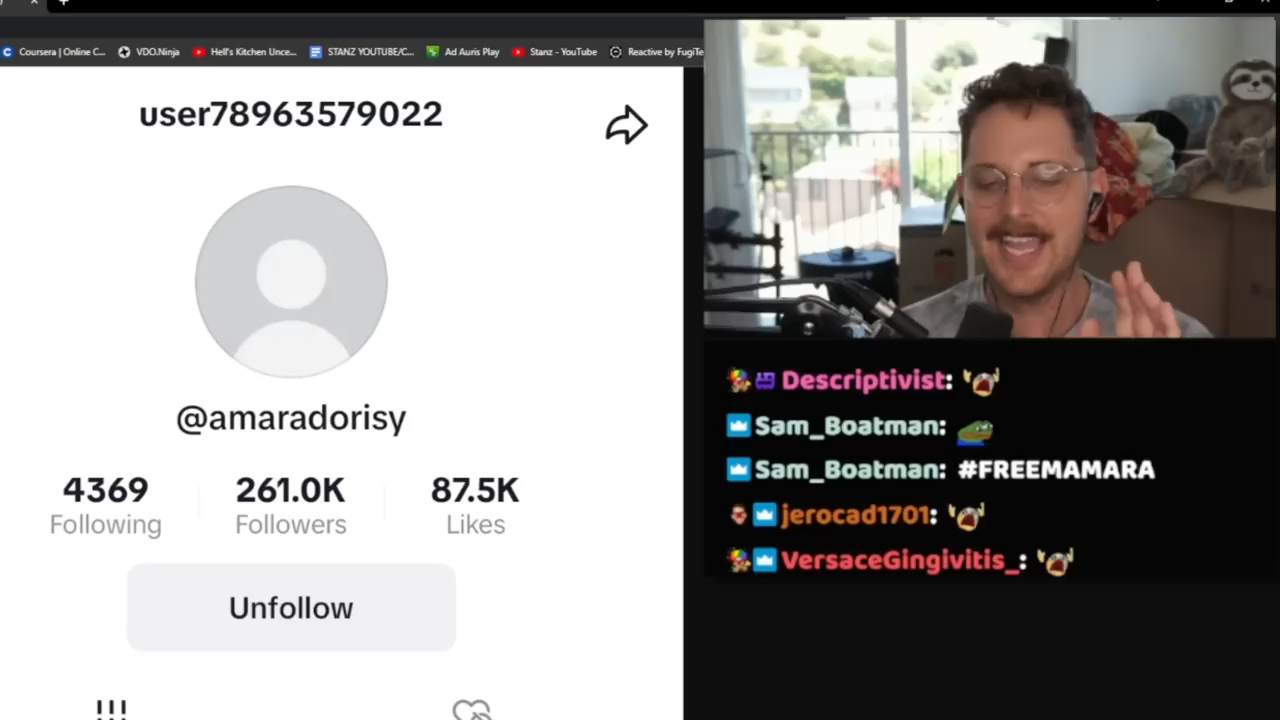 Coursera | Online C...
VDO.Ninja
Hell's Kitchen Unce...
STANZ YOUTUBE/C...
Ad Auris Play
Stanz - YouTube
Reactive by FugiTe
user78963579022
@amaradorisy
4369
Following
261.0K
Followers
87.5K
Likes
Unfollow
Descriptivist:
Sam_Boatman:
Sam_Boatman: #FREEMAMARA
jerocad1701:
VersaceGingivitis_: